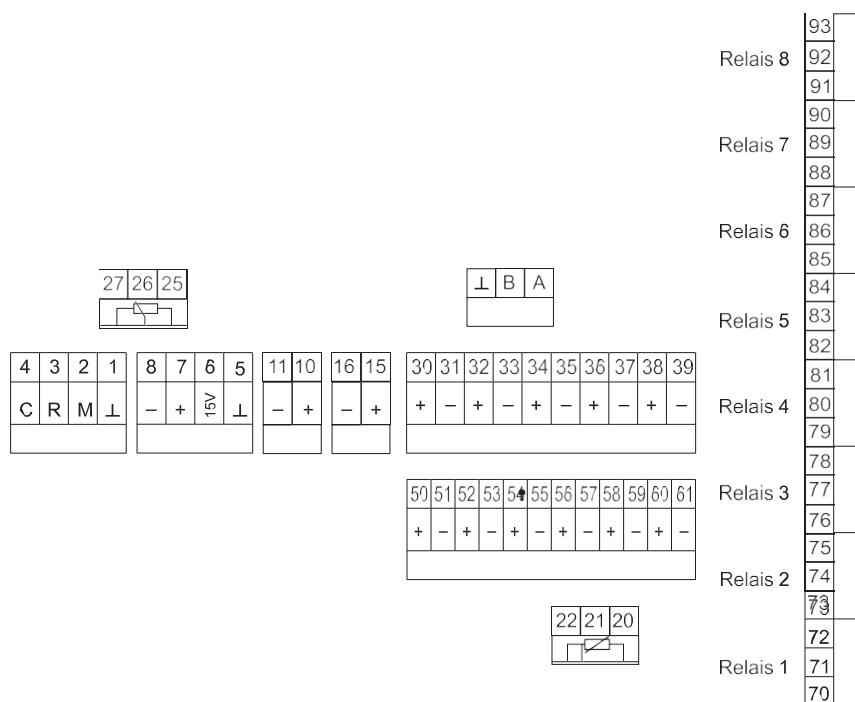 93
Relais 8 92
91
90
Relais 7 89
88
87
Relais 6 86
85
27 26 25
⊥ B A
84
Relais 5 83
82
4 3 2 1 8 7 6 5 11 10 16 15 30 31 32 33 34 35 36 37 38 39
C R M ⊥ − + 15V ⊥ − + − + + − + − + − + − + −
81
Relais 4 80
79
78
Relais 3 77
76
50 51 52 53 54 55 56 57 58 59 60 61
+ − + − + − + − + − + −
75
Relais 2 74
73
22 21 20
72
Relais 1 71
70